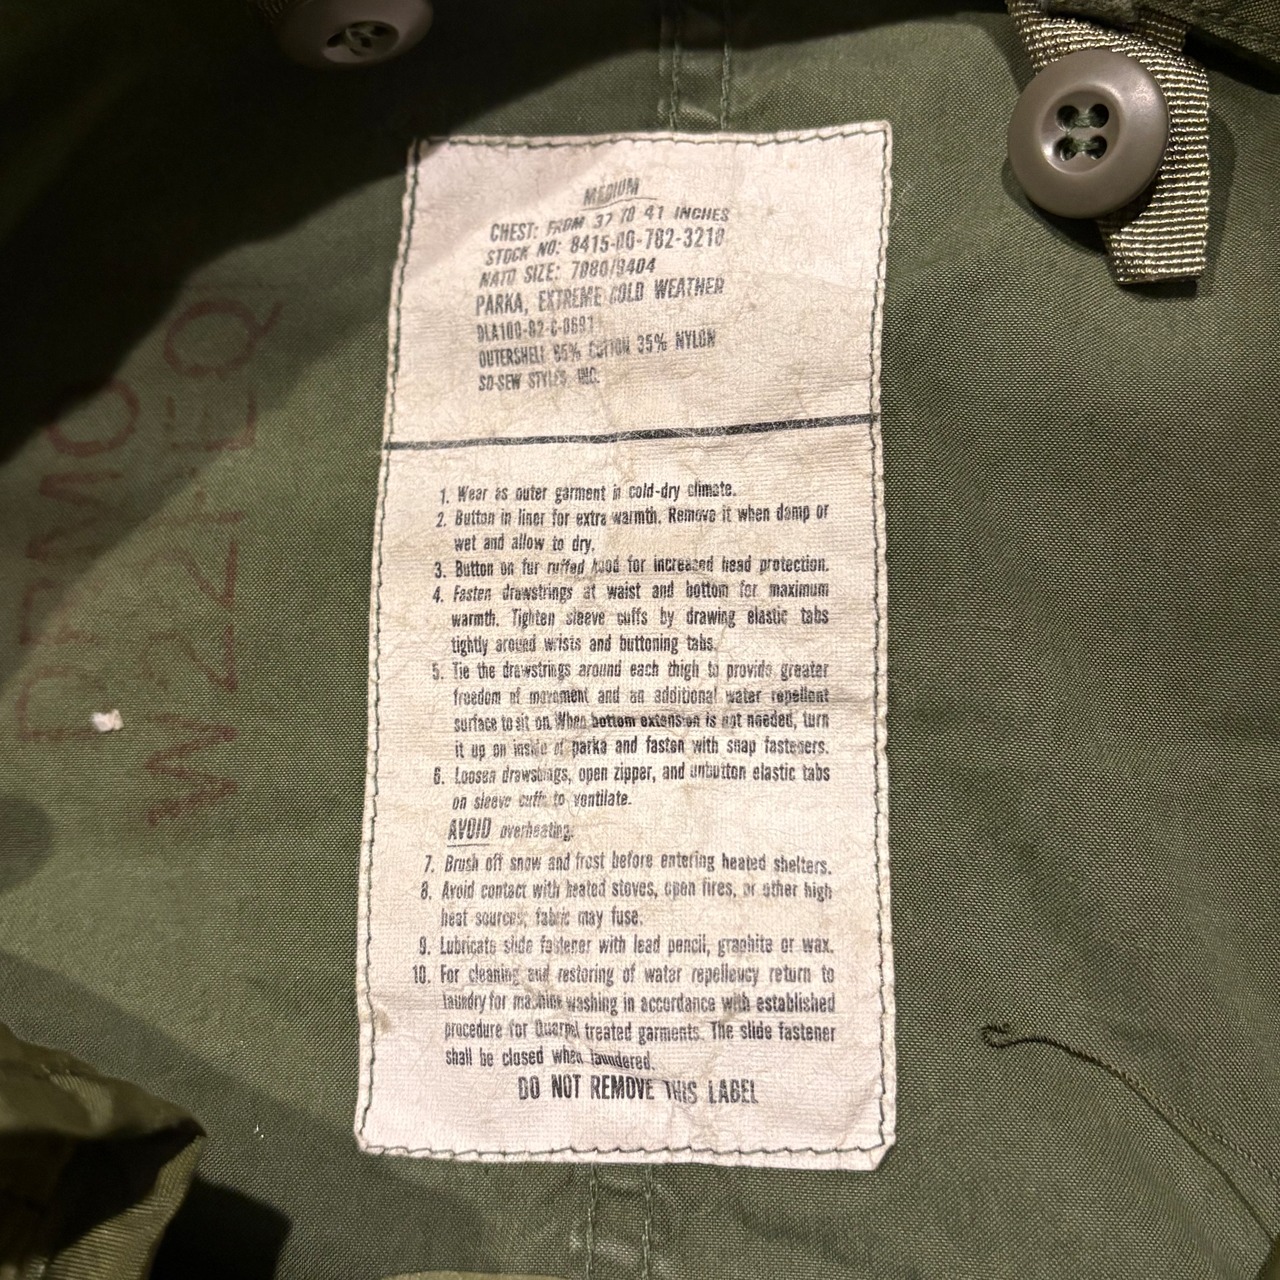 MEDIUM
CHEST: FROM 37 TO 41 INCHES
STOCK NO: 8415-00-782-3218
NATO SIZE: 7080/9404
PARKA, EXTREME COLD WEATHER
DLA100-82-C-0697
OUTERSHELL 65% COTTON 35% NYLON
SO-SEW STYLES, INC.
1. Wear as outer garment in cold-dry climate.
2. Button in liner for extra warmth. Remove it when damp or
wet and allow to dry.
3. Button on fur ruffed hood for increased head protection.
4. Fasten drawstrings at waist and bottom for maximum
warmth. Tighten sleeve cuffs by drawing elastic tabs
tightly around wrists and buttoning tabs.
5. Tie the drawstrings around each thigh to provide greater
freedom of movement and an additional water repellent
surface to sit on. When bottom extension is not needed, turn
it up on inside of parka and fasten with snap fasteners.
6. Loosen drawstrings, open zipper, and unbutton elastic tabs
on sleeve cuffs to ventilate.
AVOID overheating.
7. Brush off snow and frost before entering heated shelters.
8. Avoid contact with heated stoves, open fires, or other high
heat sources; fabric may fuse.
9. Lubricate slide fastener with lead pencil, graphite or wax.
10. For cleaning and restoring of water repellency return to
laundry for machine washing in accordance with established
procedure for Quarpel treated garments. The slide fastener
shall be closed when laundered.
DO NOT REMOVE THIS LABEL